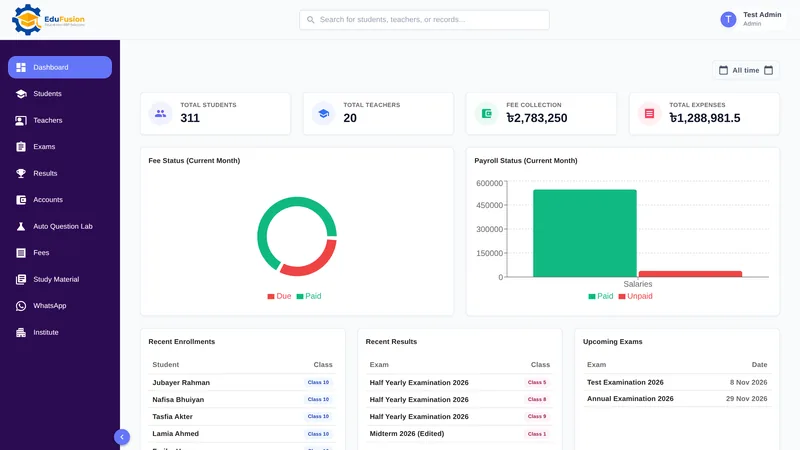 EduFusion
Search for students, teachers, or records...
T
Test Admin
Admin
Dashboard
Students
Teachers
Exams
Results
Accounts
Auto Question Lab
Fees
Study Material
WhatsApp
Institute
All time
TOTAL STUDENTS
311
TOTAL TEACHERS
20
FEE COLLECTION
৳2,783,250
TOTAL EXPENSES
৳1,288,981.5
Fee Status (Current Month)
Due Paid
Payroll Status (Current Month)
600000
450000
300000
150000
0
Salaries
Paid Unpaid
Recent Enrollments
Student Class
Jubayer Rahman Class 10
Nafisa Bhuiyan Class 10
Tasfia Akter Class 10
Lamia Ahmed Class 10
Recent Results
Exam Class
Half Yearly Examination 2026 Class 5
Half Yearly Examination 2026 Class 8
Half Yearly Examination 2026 Class 9
Midterm 2026 (Edited) Class 1
Upcoming Exams
Exam Date
Test Examination 2026 8 Nov 2026
Annual Examination 2026 29 Nov 2026